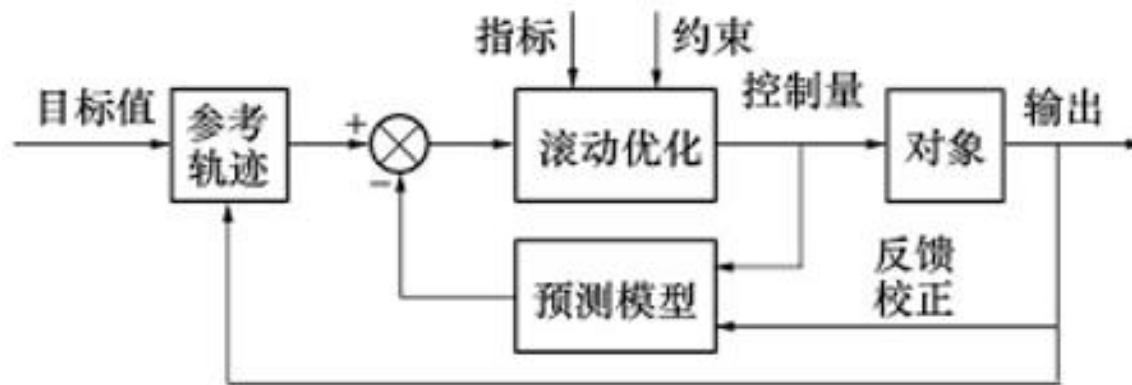 指标
约束
目标值
参考
轨迹
+
−
滚动优化
控制量
对象
输出
预测模型
反馈
校正